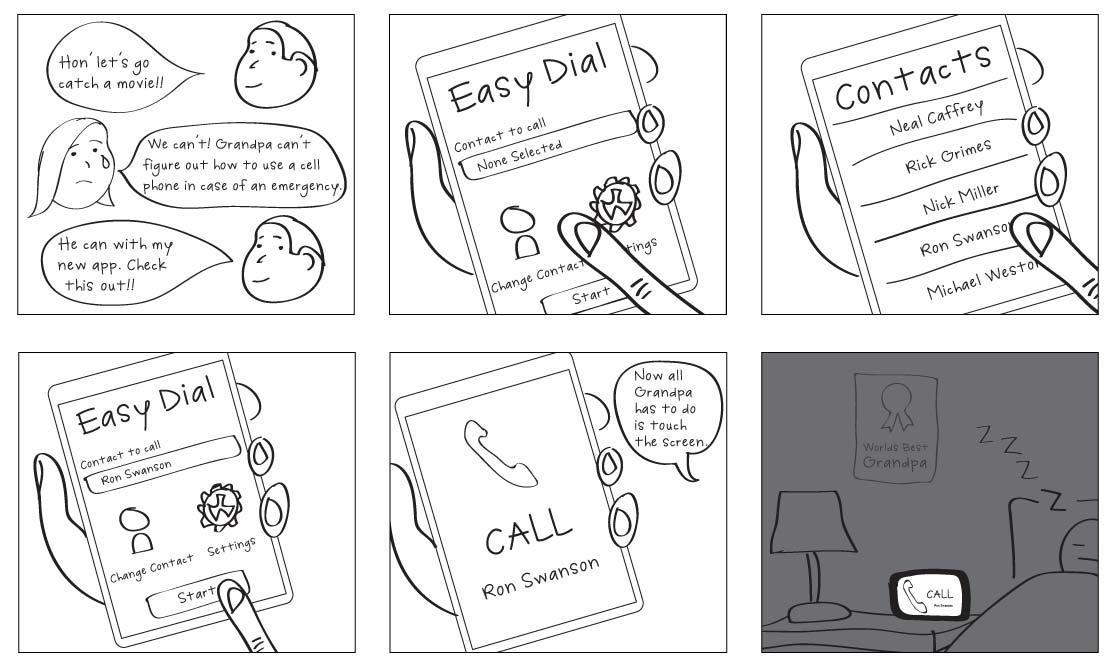 Hon' let's go
catch a movie!!
We can't! Grandpa can't
figure out how to use a cell
phone in case of an emergency.
He can with my
new app. Check
this out!!
Easy Dial
Contact to call
None Selected
Change Contac
tings
Start
Contacts
Neal Caffrey
Rick Grimes
Nick Miller
Ron Swanso
Michael Westo
Easy Dial
Contact to call
Ron Swanson
Change Contact
Settings
Start
CALL
Ron Swanson
Now all
Grandpa
has to do
is touch
the screen.
Worlds Best
Grandpa
Z
Z
Z
Z
CALL
Ron Swanson